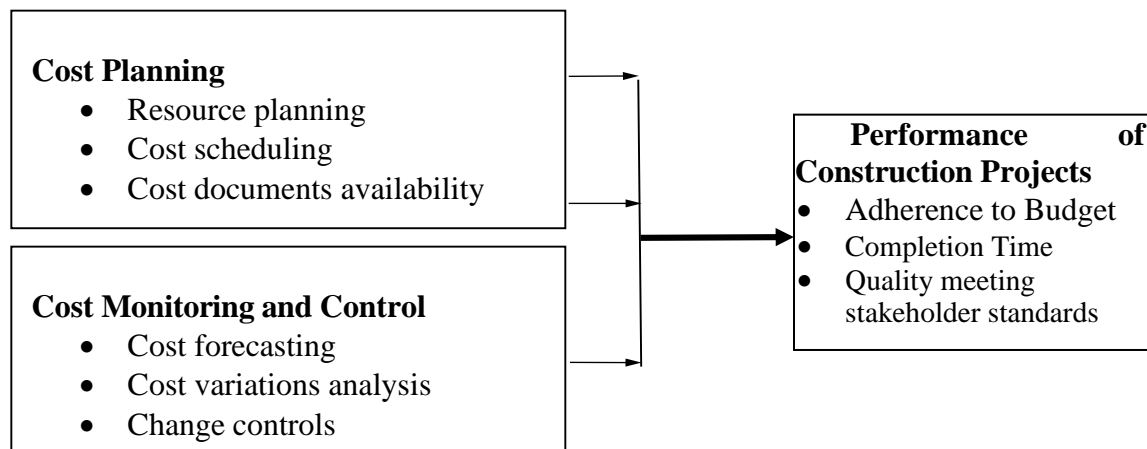 Cost Planning
• Resource planning
• Cost scheduling
• Cost documents availability
Cost Monitoring and Control
• Cost forecasting
• Cost variations analysis
• Change controls
Performance of
Construction Projects
• Adherence to Budget
• Completion Time
• Quality meeting
stakeholder standards